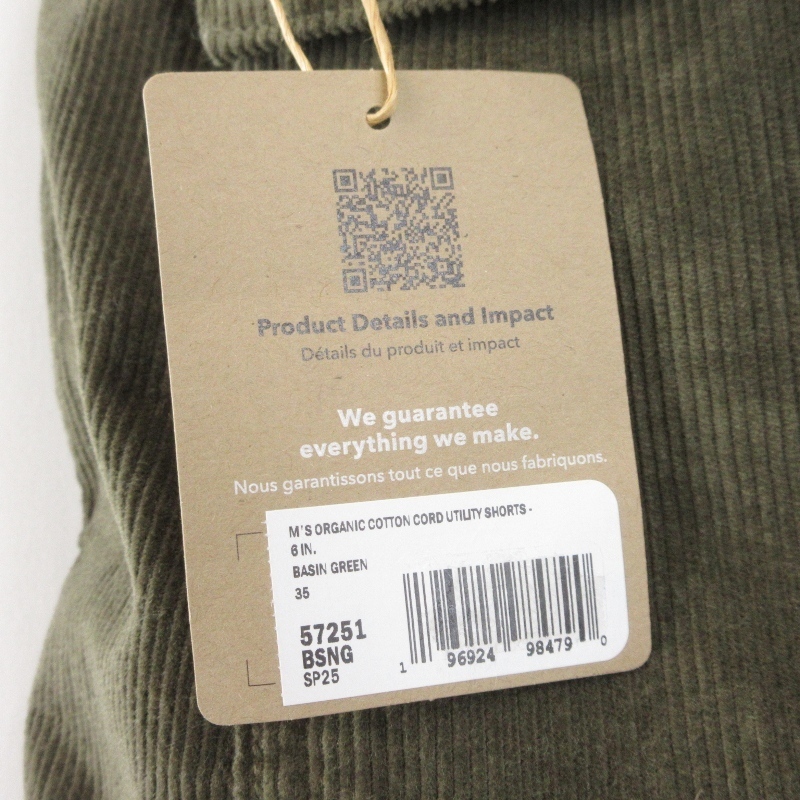 Product Details and Impact
Détails du produit et impact
We guarantee
everything we make.
Nous garantissons tout ce que nous fabriquons.
M'S ORGANIC COTTON CORD UTILITY SHORTS -
6 IN.
BASIN GREEN
35
57251
BSNG
SP25
1 96924 98479 0